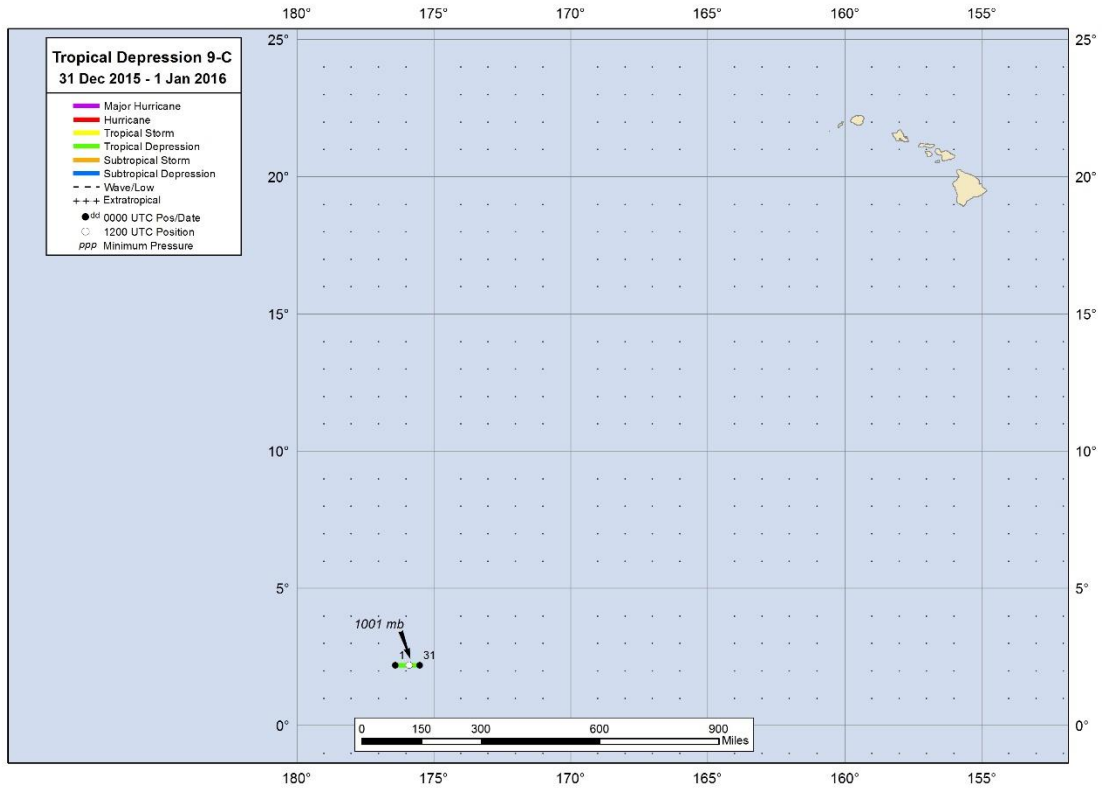 180° 175° 170° 165° 160° 155°
25° 25°
Tropical Depression 9-C
31 Dec 2015 - 1 Jan 2016
Major Hurricane
Hurricane
Tropical Storm
Tropical Depression
Subtropical Storm
Subtropical Depression
Wave/Low
+++ Extratropical
dd 0000 UTC Pos/Date
1200 UTC Position
ppp Minimum Pressure
20° 20°
15° 15°
10° 10°
5° 5°
1001 mb
1 31
0° 0°
0 150 300 600 900
Miles
180° 175° 170° 165° 160° 155°